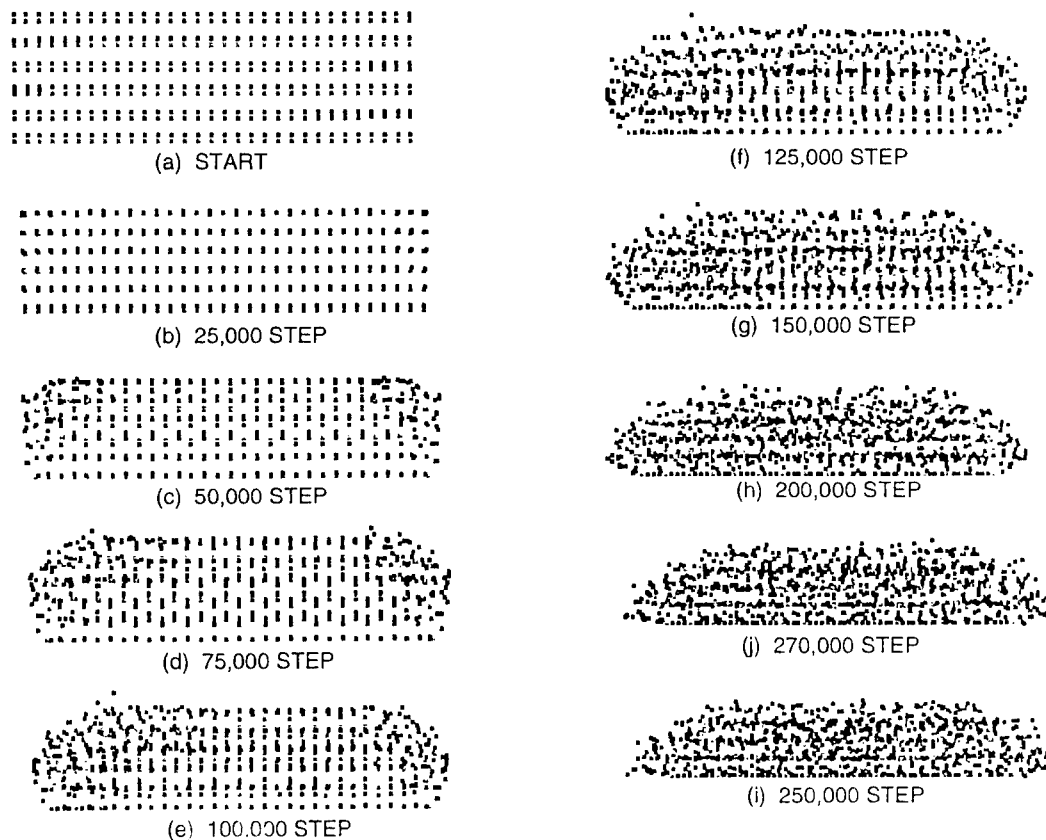 (a) START
(b) 25,000 STEP
(c) 50,000 STEP
(d) 75,000 STEP
(e) 100.000 STEP
(f) 125,000 STEP
(g) 150,000 STEP
(h) 200,000 STEP
(j) 270,000 STEP
(i) 250,000 STEP